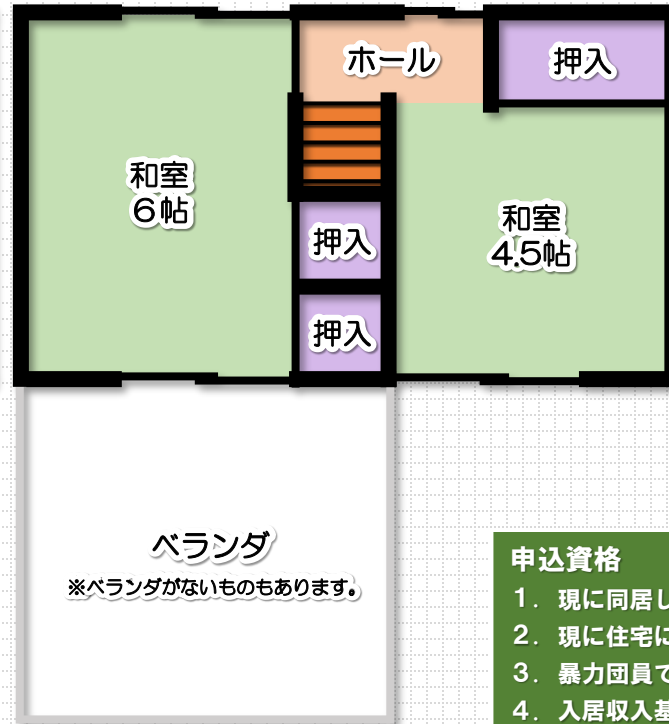 ホール
押入
和室
6帖
和室
4.5帖
押入
押入
ベランダ
※ベランダがないものもあります。
申込資格
1. 現に同居し
2. 現に住宅に
3. 暴力団員で
4. 入居収入基